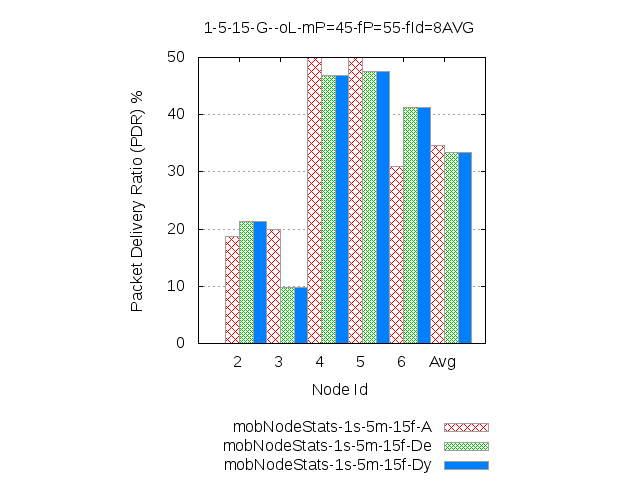 1-5-15-G--oL-mP=45-fP=55-fId=8AVG
Packet Delivery Ratio (PDR) %
50
40
30
20
10
0
2 3 4 5 6 Avg
Node Id
mobNodeStats-1s-5m-15f-A
mobNodeStats-1s-5m-15f-De
mobNodeStats-1s-5m-15f-Dy